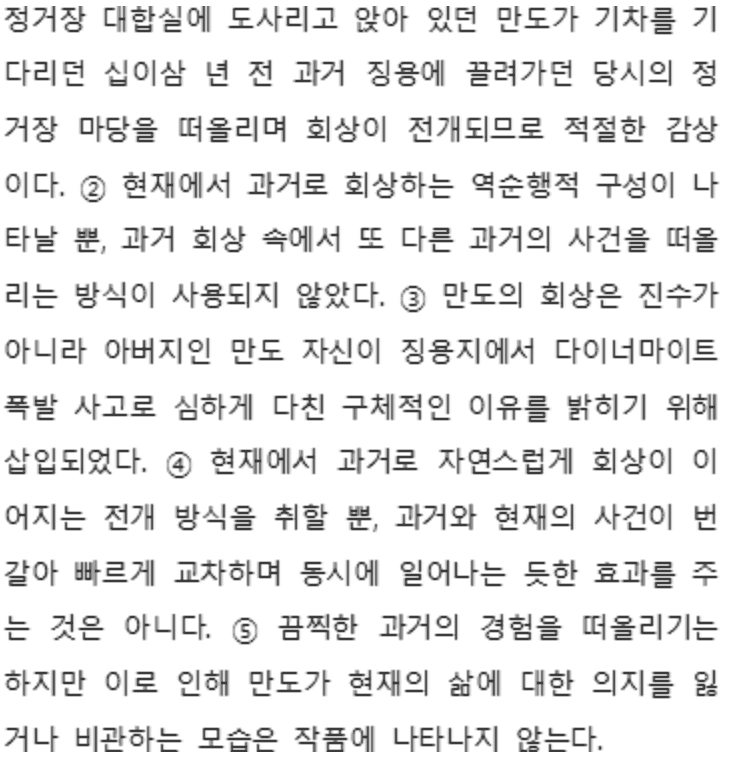 정거장 대합실에 도사리고 앉아 있던 만도가 기차를 기
다리던 십이삼 년 전 과거 징용에 끌려가던 당시의 정
거장 마당을 떠올리며 회상이 전개되므로 적절한 감상
이다. ② 현재에서 과거로 회상하는 역순행적 구성이 나
타날 뿐, 과거 회상 속에서 또 다른 과거의 사건을 떠올
리는 방식이 사용되지 않았다. ③ 만도의 회상은 진수가
아니라 아버지인 만도 자신이 징용지에서 다이너마이트
폭발 사고로 심하게 다친 구체적인 이유를 밝히기 위해
삽입되었다. ④ 현재에서 과거로 자연스럽게 회상이 이
어지는 전개 방식을 취할 뿐, 과거와 현재의 사건이 번
갈아 빠르게 교차하며 동시에 일어나는 듯한 효과를 주
는 것은 아니다. ⑤ 끔찍한 과거의 경험을 떠올리기는
하지만 이로 인해 만도가 현재의 삶에 대한 의지를 잃
거나 비관하는 모습은 작품에 나타나지 않는다.